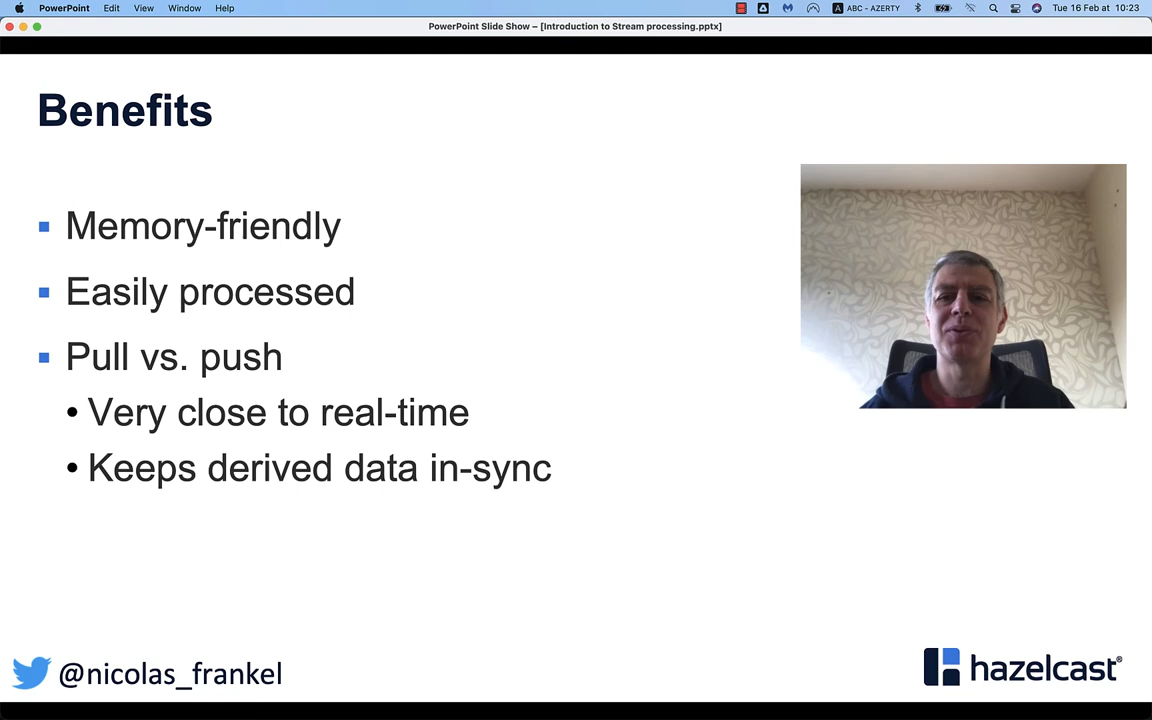 PowerPoint Edit View Window Help A ABC - AZERTY Tue 16 Feb at 10:23
PowerPoint Slide Show – [Introduction to Stream processing.pptx]
Benefits
Memory-friendly
Easily processed
Pull vs. push
Very close to real-time
Keeps derived data in-sync
@nicolas_frankel
hazelcast®